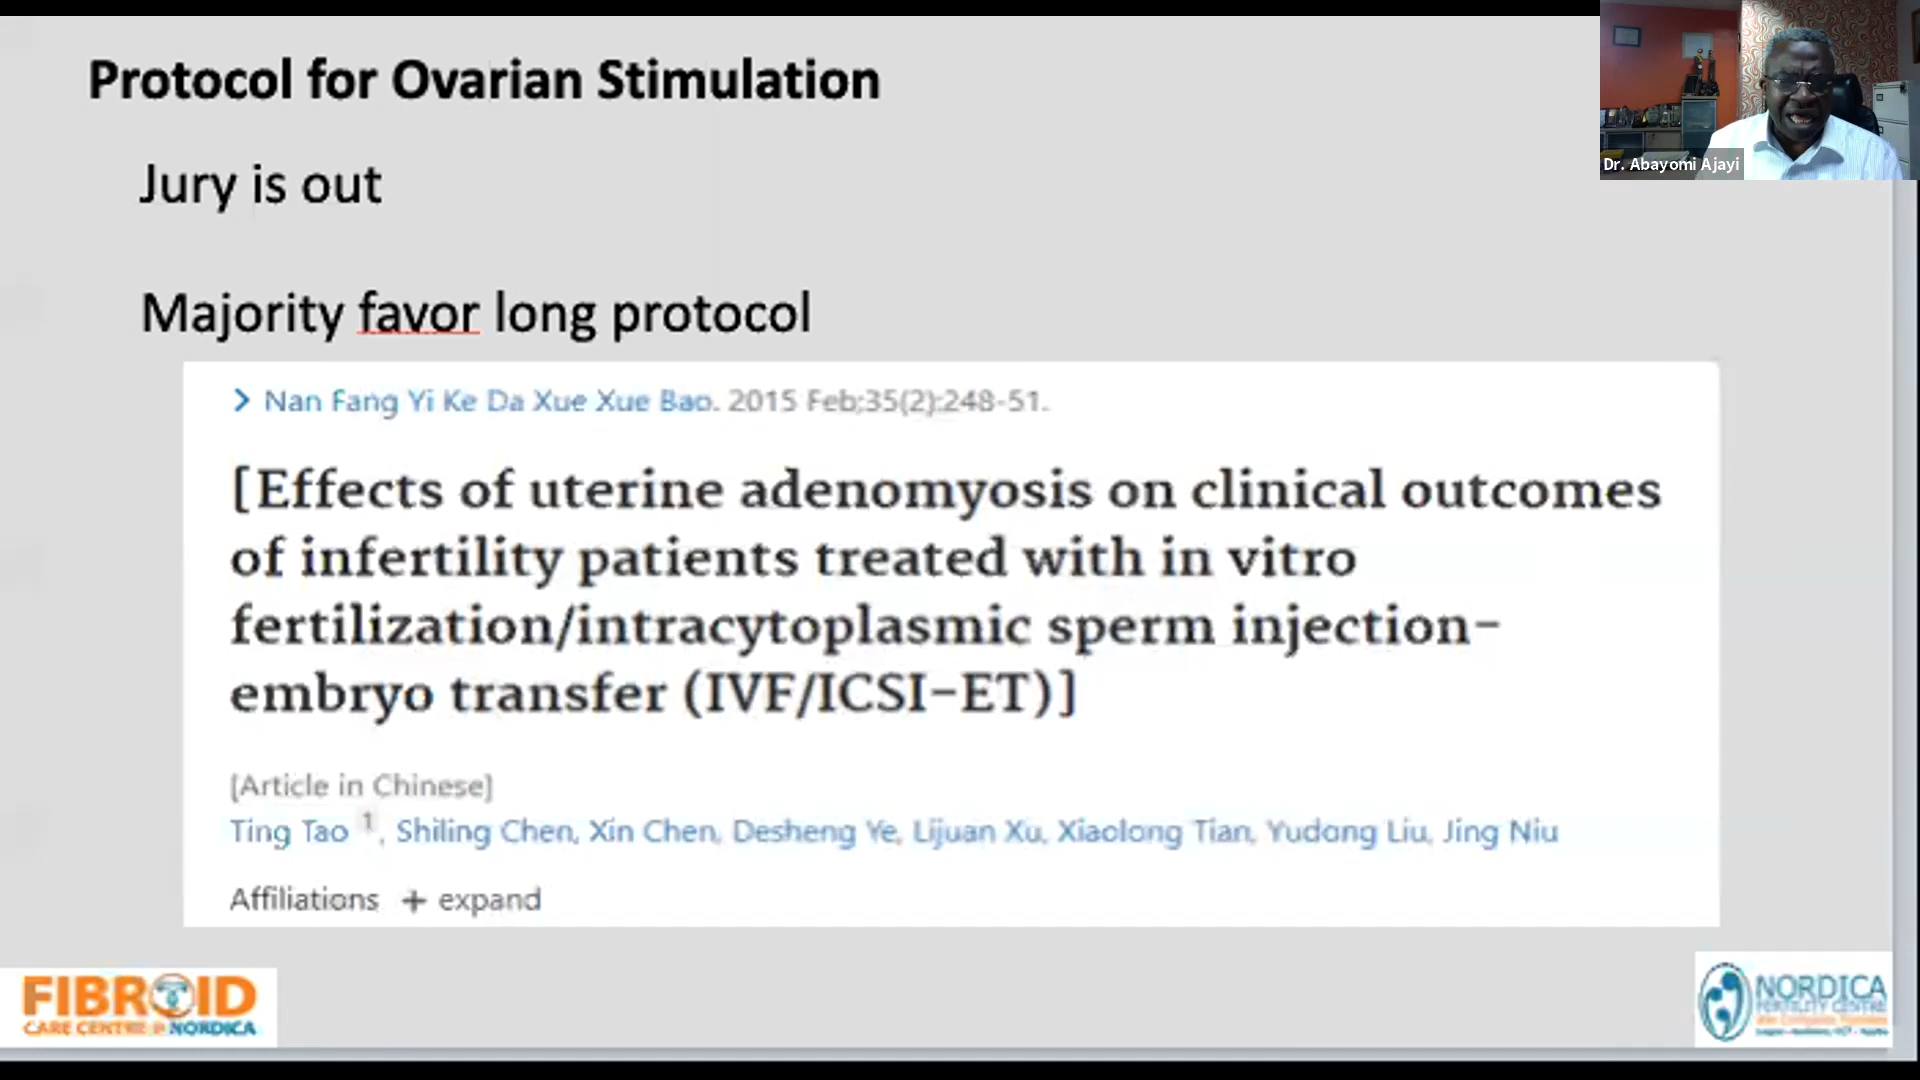 Protocol for Ovarian Stimulation
Dr. Abayomi Ajayi
Jury is out
Majority favor long protocol
> Nan Fang Yi Ke Da Xue Xue Bao. 2015 Feb;35(2):248-51.
[Effects of uterine adenomyosis on clinical outcomes
of infertility patients treated with in vitro
fertilization/intracytoplasmic sperm injection-
embryo transfer (IVF/ICSI-ET)]
[Article in Chinese]
Ting Tao 1, Shiling Chen, Xin Chen, Desheng Ye, Lijuan Xu, Xiaolong Tian, Yudong Liu, Jing Niu
Affiliations + expand
FIBROID
CARE CENTRE @ NORDICA
NORDICA
FERTILITY CENTRE